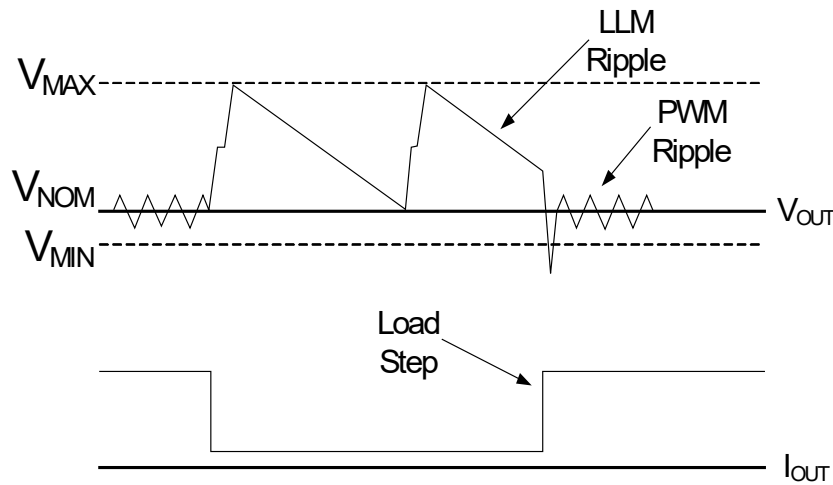 LLM
Ripple
VMAX
PWM
Ripple
VNOM
VOUT
VMIN
Load
Step
IOUT